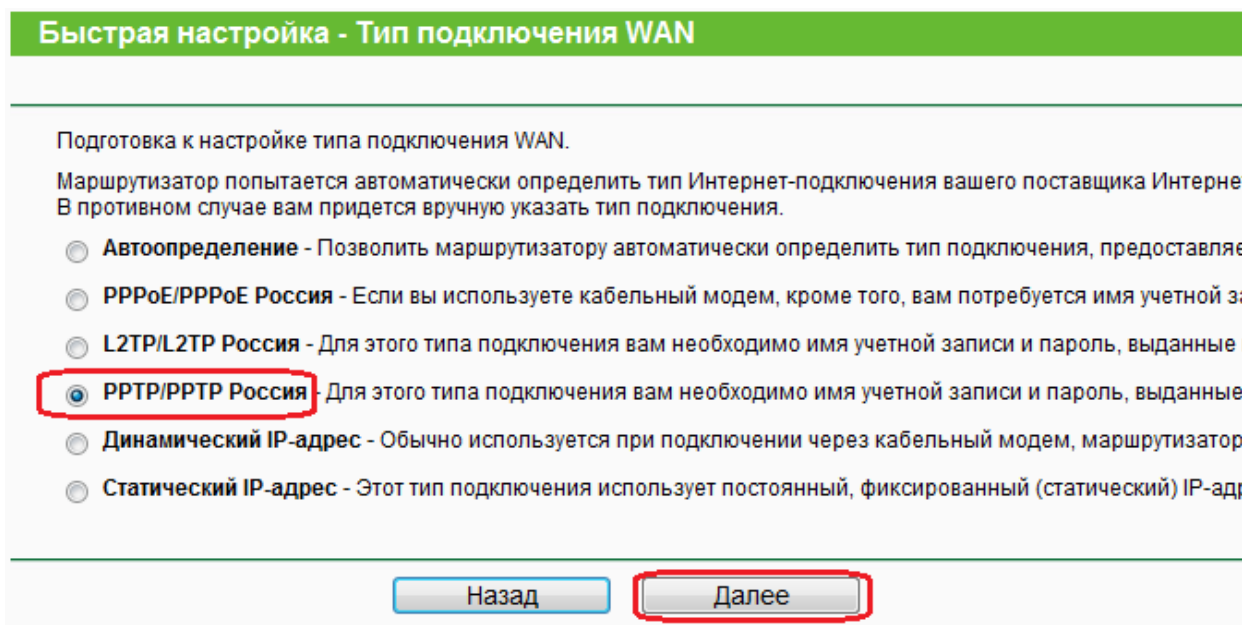 Быстрая настройка - Тип подключения WAN
Подготовка к настройке типа подключения WAN.
Маршрутизатор попытается автоматически определить тип Интернет-подключения вашего поставщика Интерне
В противном случае вам придется вручную указать тип подключения.
Автоопределение - Позволить маршрутизатору автоматически определить тип подключения, предоставляе
PPPoE/PPPoE Россия - Если вы используете кабельный модем, кроме того, вам потребуется имя учетной за
L2TP/L2TP Россия - Для этого типа подключения вам необходимо имя учетной записи и пароль, выданные
PPTP/PPTP Россия - Для этого типа подключения вам необходимо имя учетной записи и пароль, выданные
Динамический IP-адрес - Обычно используется при подключении через кабельный модем, маршрутизатор
Статический IP-адрес - Этот тип подключения использует постоянный, фиксированный (статический) IP-адр
Назад Далее